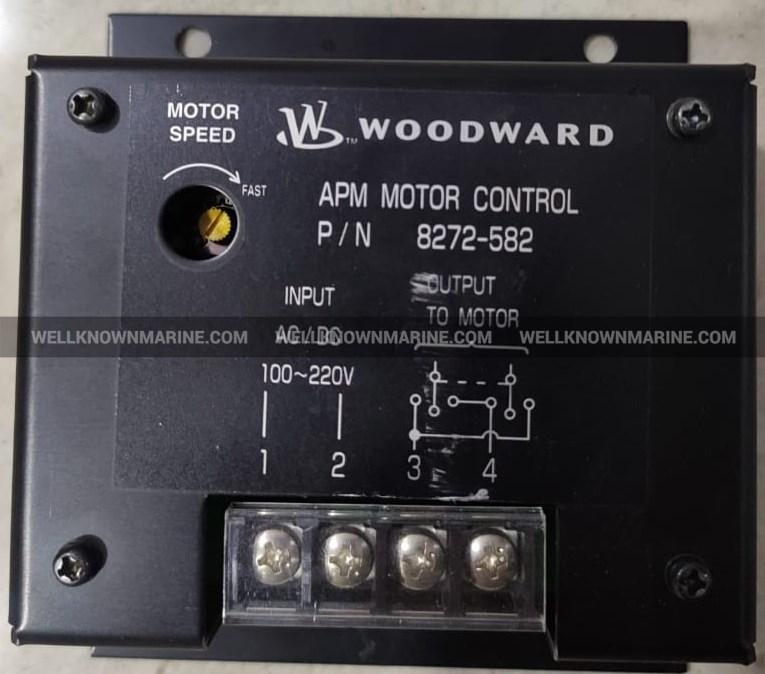 MOTOR
SPEED
FAST
W™ WOODWARD
APM MOTOR CONTROL
P/N 8272-582
INPUT
AC/DC
100~220V
OUTPUT
TO MOTOR
WELLKNOWNMARINE.COM WELLKNOWNMARINE.COM WELLKNOWNMARINE.COM
1 2 3 4